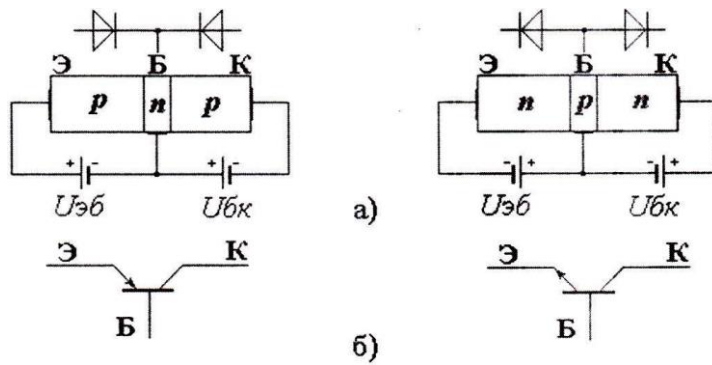 Э Б К Э Б К
p n p n p n
+ - + - - + - +
Uэб Uбк Uэб Uбк
а)
Э К Э К
Б Б
б)